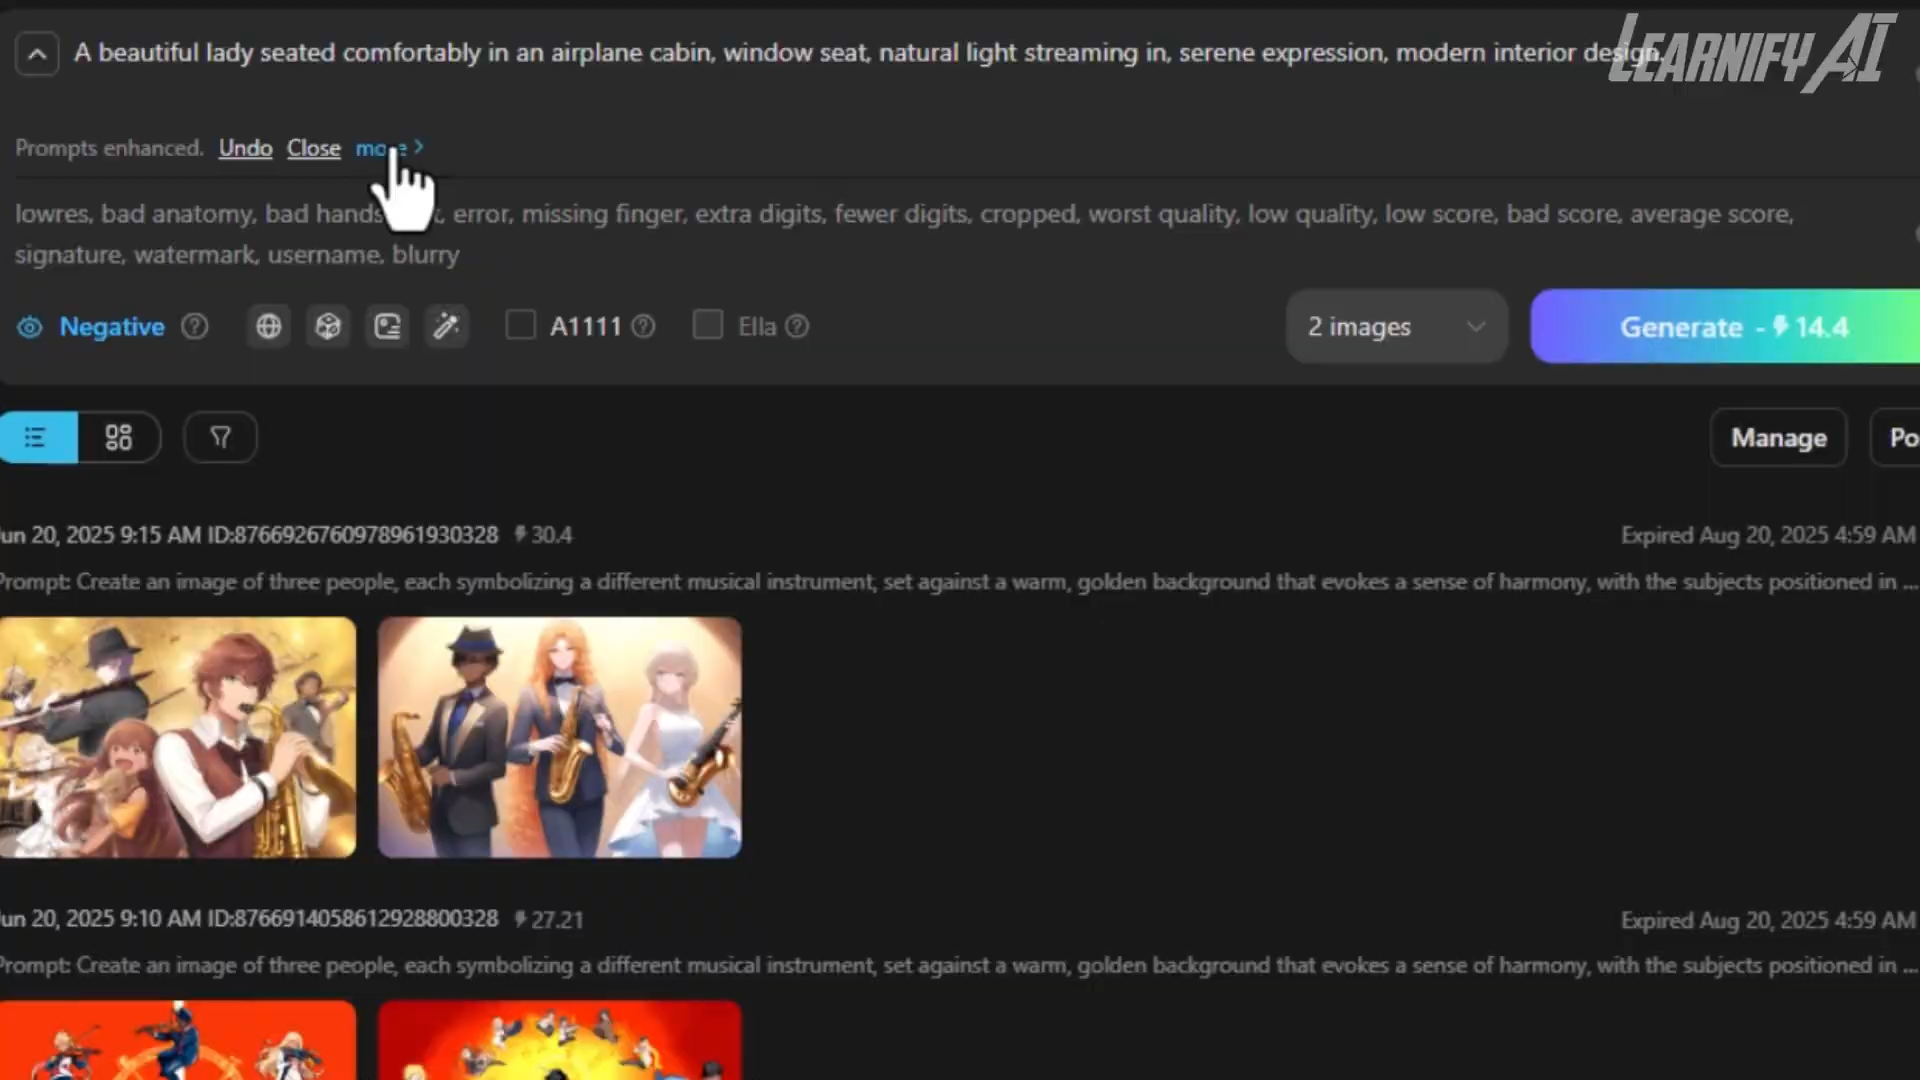 LEARNIFY AI
A beautiful lady seated comfortably in an airplane cabin, window seat, natural light streaming in, serene expression, modern interior design.
Prompts enhanced. Undo Close more >
lowres, bad anatomy, bad hands error, missing finger, extra digits, fewer digits, cropped, worst quality, low quality, low score, bad score, average score,
signature, watermark, username, blurry
Negative A1111 Ella 2 images Generate - 14.4
Manage Po
un 20, 2025 9:15 AM ID:876692676097896193​0328 30.4 Expired Aug 20, 2025 4:59 AM
Prompt: Create an image of three people, each symbolizing a different musical instrument, set against a warm, golden background that evokes a sense of harmony, with the subjects positioned in ...
un 20, 2025 9:10 AM ID:876691405861292880​0328 27.21 Expired Aug 20, 2025 4:59 AM
Prompt: Create an image of three people, each symbolizing a different musical instrument, set against a warm, golden background that evokes a sense of harmony, with the subjects positioned in ...